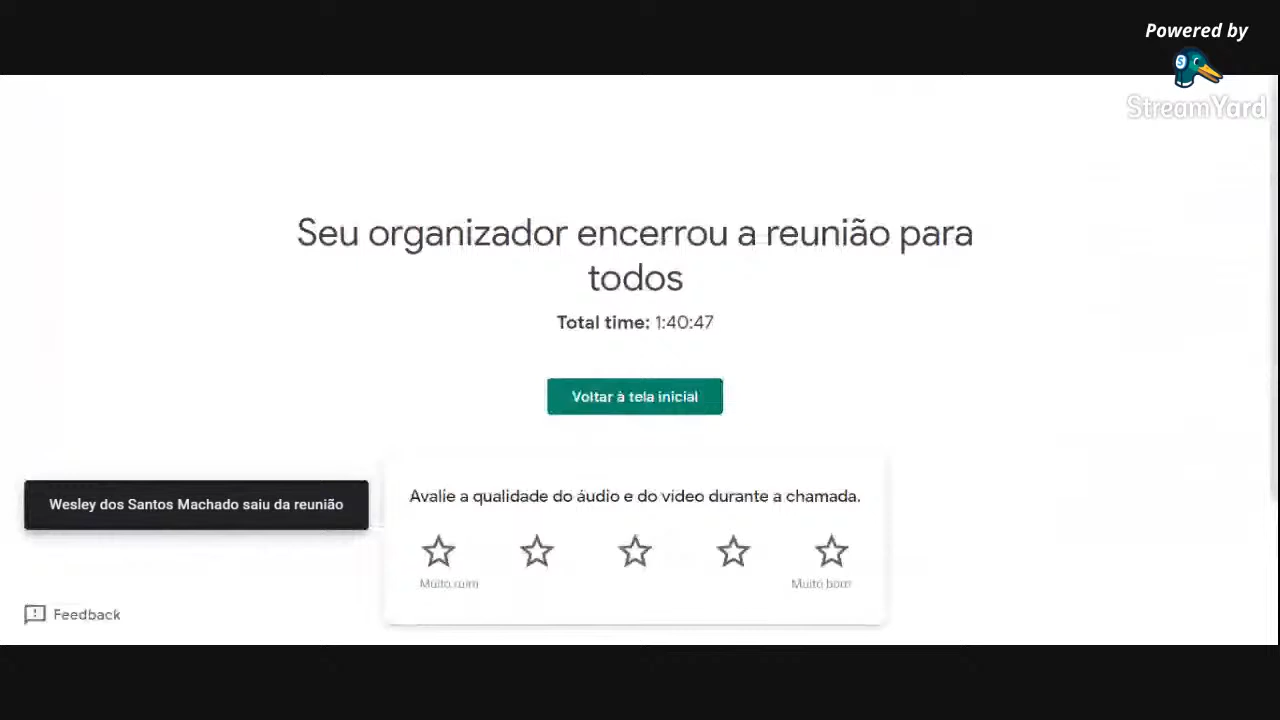 Powered by
StreamYard
Seu organizador encerrou a reunião para
todos
Total time: 1:40:47
Voltar à tela inicial
Avalie a qualidade do áudio e do vídeo durante a chamada.
Wesley dos Santos Machado saiu da reunião
Muito ruim
Muito bom
Feedback